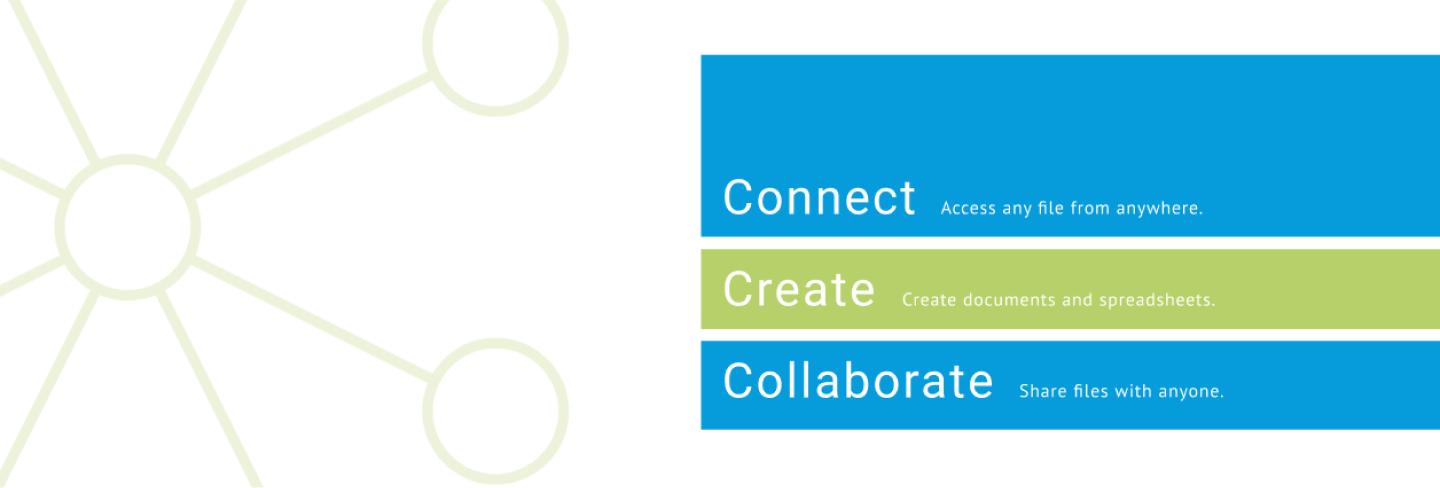 Connect Access any file from anywhere.
Create Create documents and spreadsheets.
Collaborate Share files with anyone.